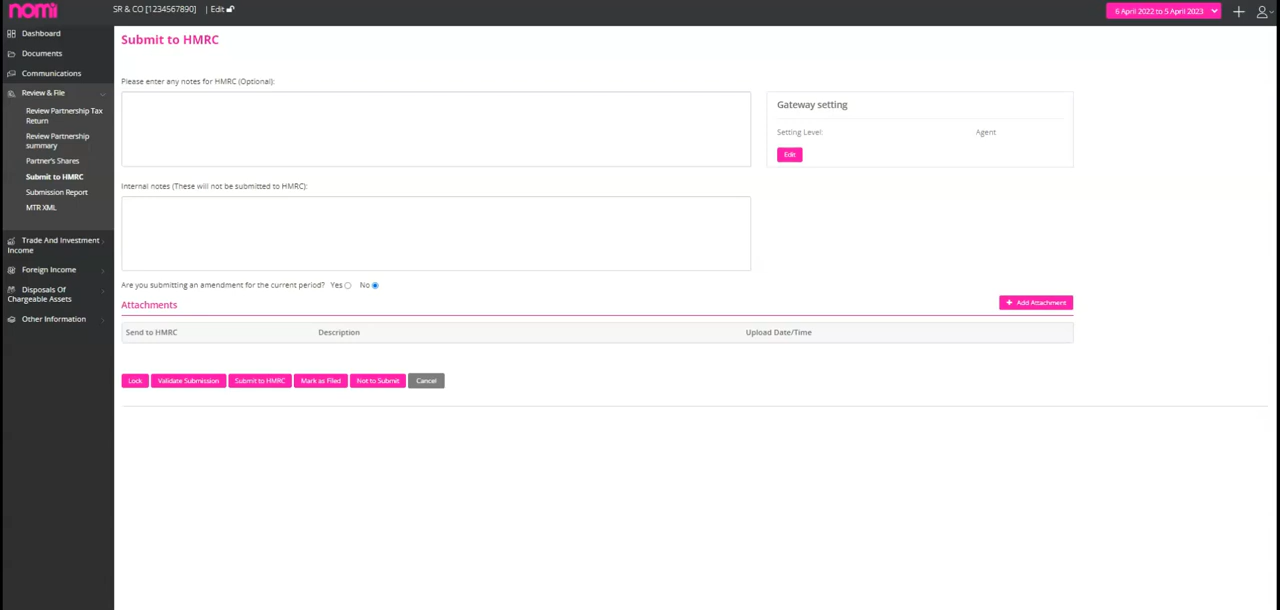 nomi
SR & CO [1234567890] | Edit
6 April 2022 to 5 April 2023
Dashboard
Documents
Communications
Review & File
Review Partnership Tax
Return
Review Partnership
summary
Partner's Shares
Submit to HMRC
Submission Report
MTR XML
Trade And Investment
Income
Foreign Income
Disposals Of
Chargeable Assets
Other Information
Submit to HMRC
Please enter any notes for HMRC (Optional):
Gateway setting
Setting Level: Agent
Edit
Internal notes (These will not be submitted to HMRC):
Are you submitting an amendment for the current period? Yes No
Attachments
+ Add Attachment
Send to HMRC Description Upload Date/Time
Lock Validate Submission Submit to HMRC Mark as Filed Not to Submit Cancel